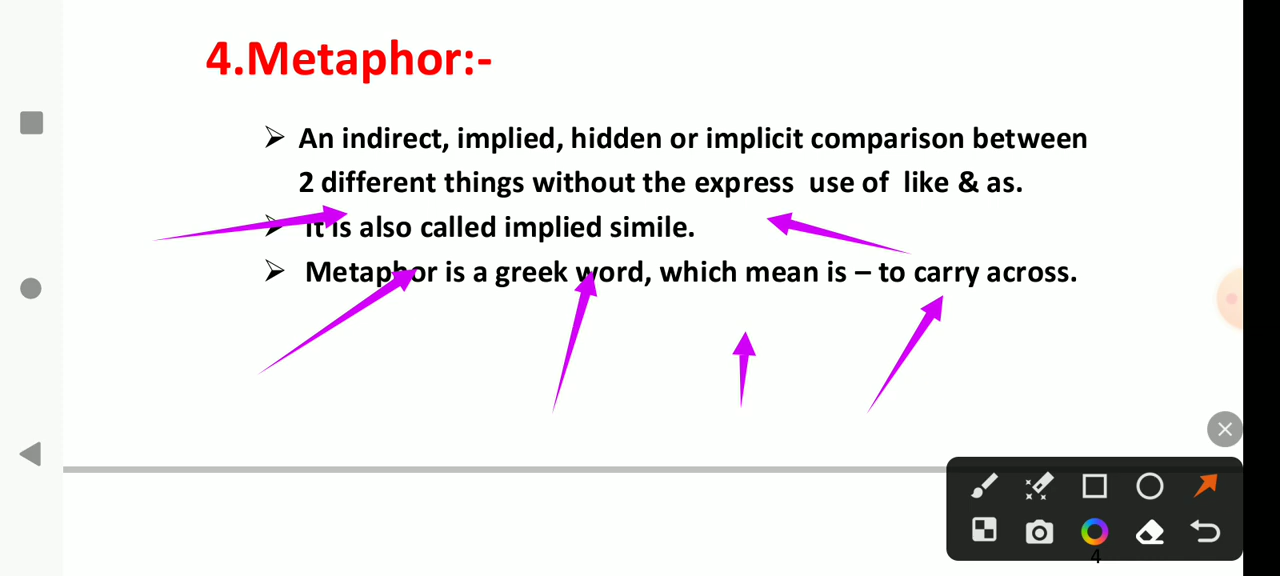 4.Metaphor:-
➢ An indirect, implied, hidden or implicit comparison between
2 different things without the express use of like & as.
➢ It is also called implied simile.
➢ Metaphor is a greek word, which mean is – to carry across.
4